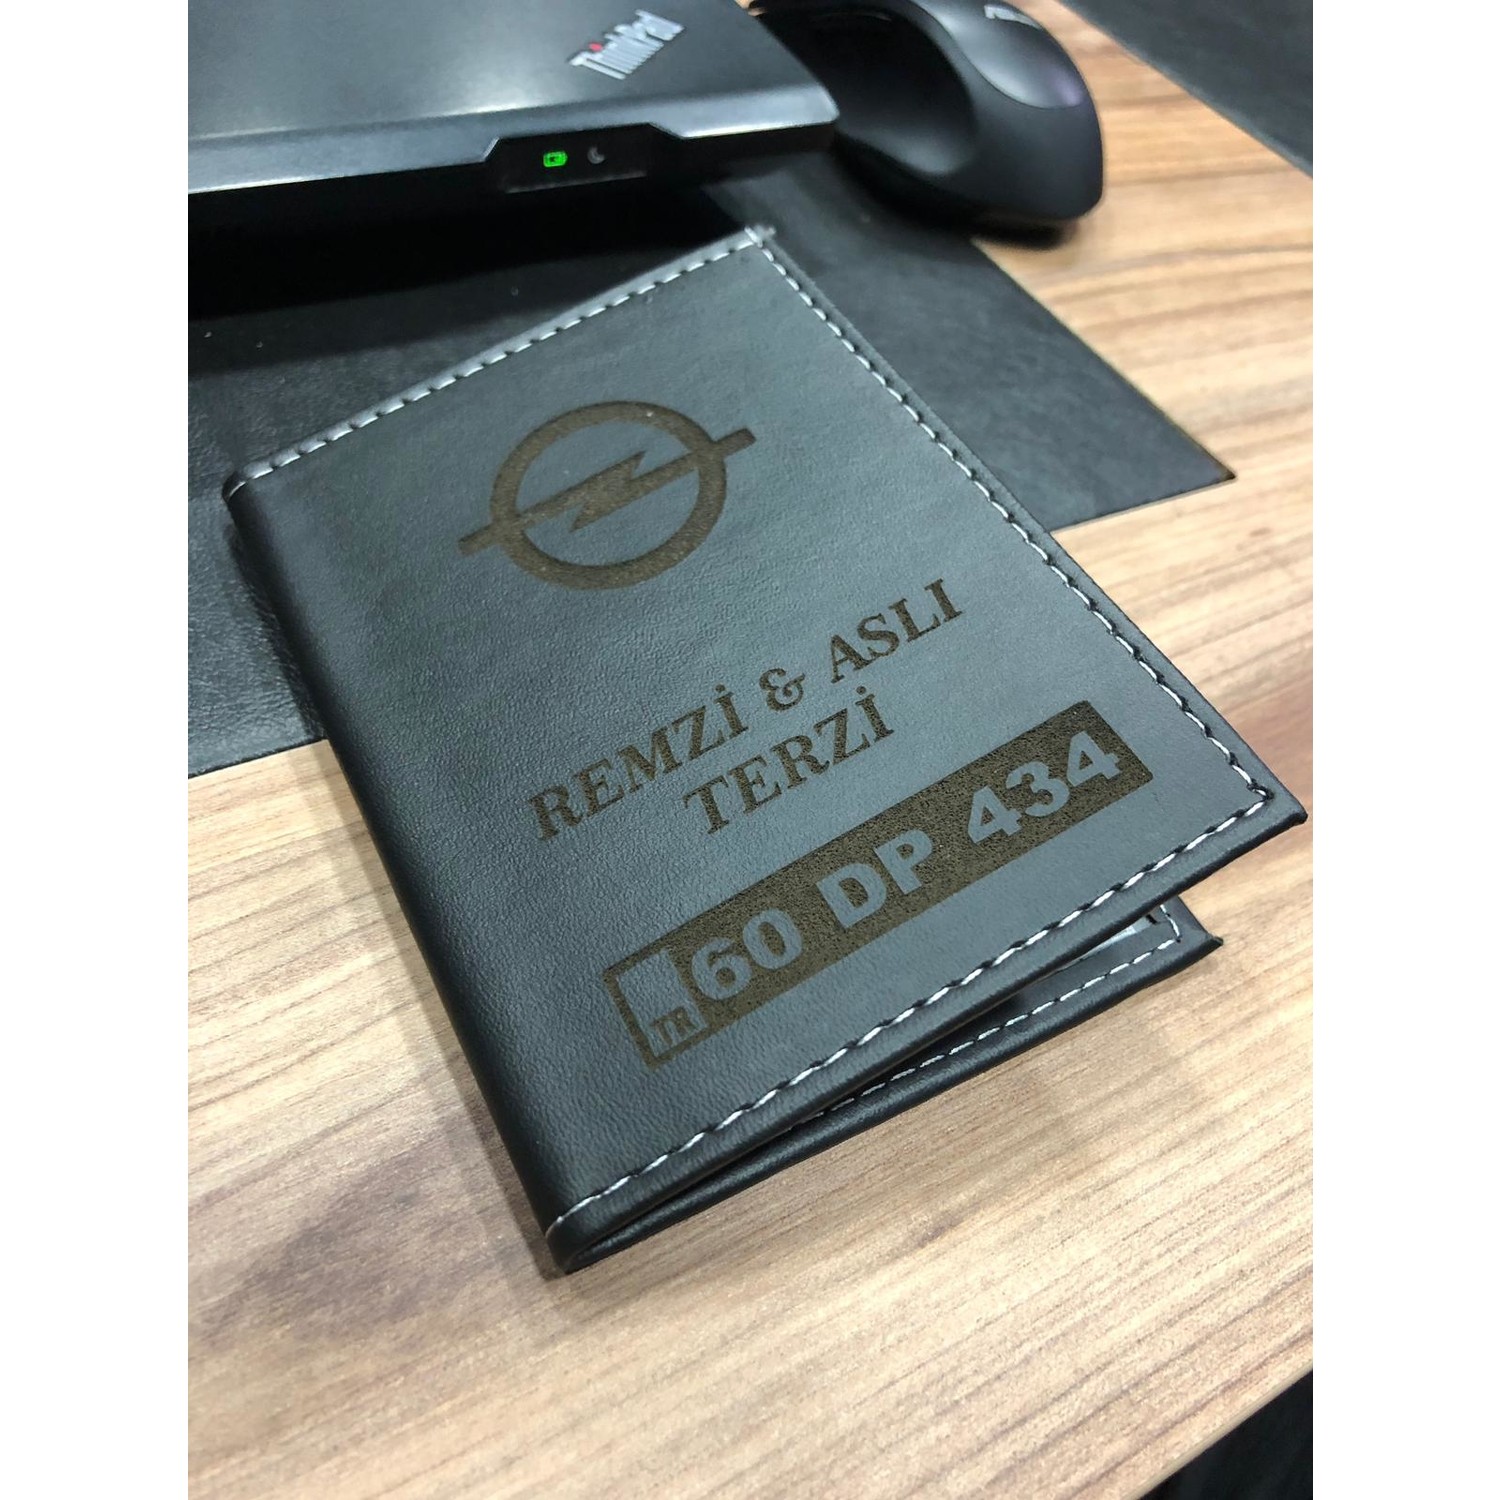 ThinkPad
REMZİ & ASLI
TERZİ
TR 60 DP 434